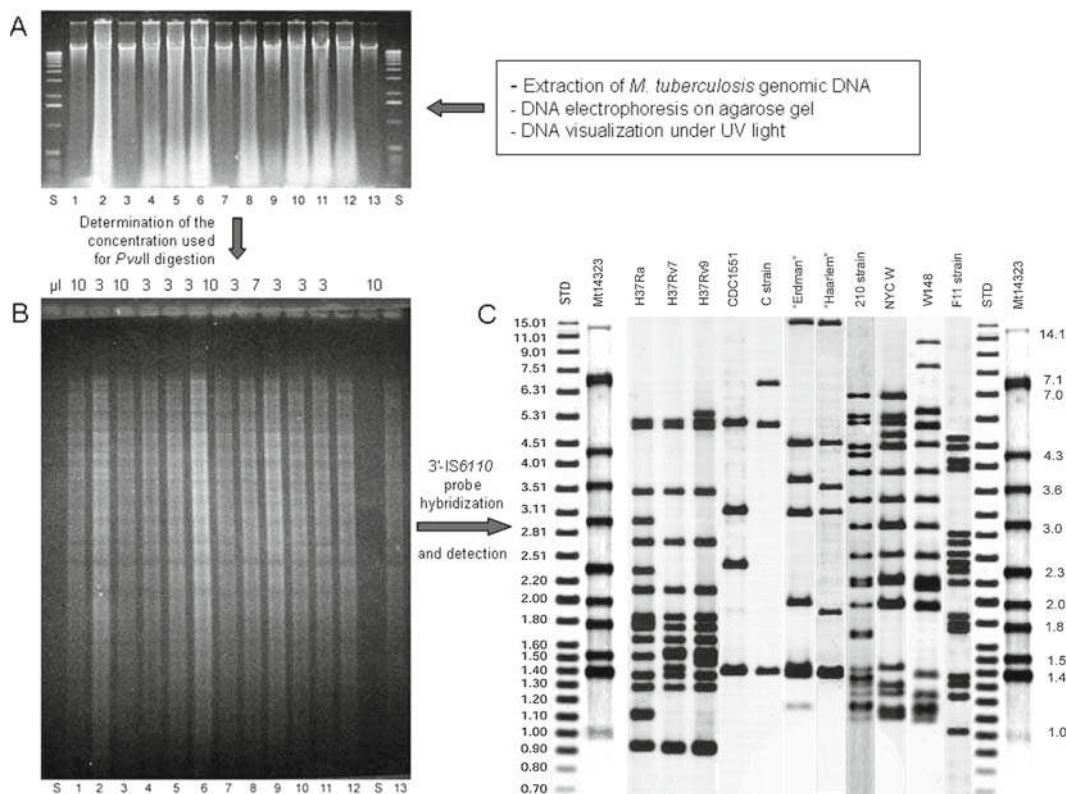 A
- Extraction of M. tuberculosis genomic DNA
- DNA electrophoresis on agarose gel
- DNA visualization under UV light
S 1 2 3 4 5 6 7 8 9 10 11 12 13 S
Determination of the
concentration used
for PvuII digestion
µl 10 3 10 3 3 3 10 3 7 3 3 3 10
B
S 1 2 3 4 5 6 7 8 9 10 11 12 S 13
3'-IS6110
probe
hybridization
and detection
C
STD
Mt14323
H37Ra
H37Rv7
H37Rv9
CDC1551
C strain
"Erdman"
"Haarlem"
210 strain
NYC W
W148
F11 strain
STD
Mt14323
15.01
11.01
9.01
7.51
6.31
5.31
4.51
4.01
3.51
3.11
2.81
2.51
2.20
2.00
1.80
1.60
1.50
1.40
1.30
1.20
1.10
1.00
0.90
0.80
0.70
14.1
7.1
7.0
4.3
3.6
3.0
2.3
2.0
1.8
1.5
1.4
1.0